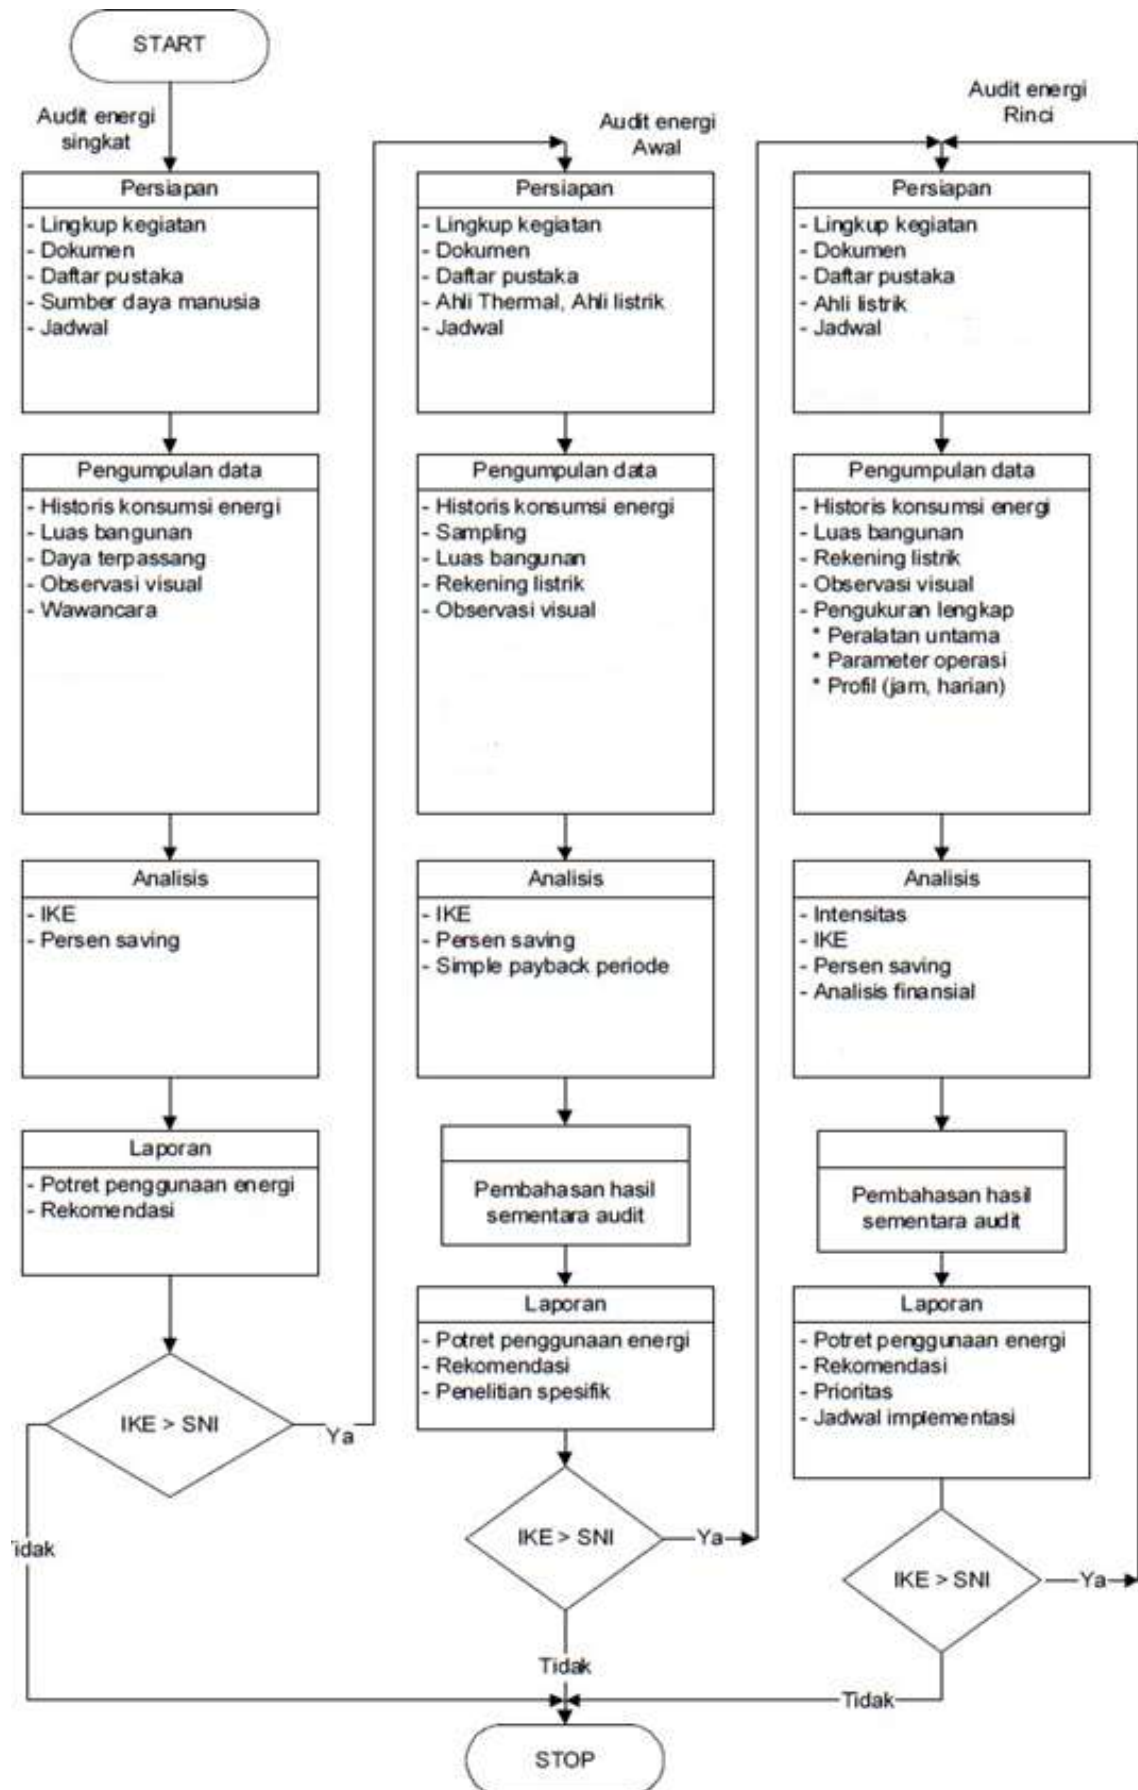 START
Audit energi
singkat
Persiapan
- Lingkup kegiatan
- Dokumen
- Daftar pustaka
- Sumber daya manusia
- Jadwal
Pengumpulan data
- Historis konsumsi energi
- Luas bangunan
- Daya terpassang
- Observasi visual
- Wawancara
Analisis
- IKE
- Persen saving
Laporan
- Potret penggunaan energi
- Rekomendasi
IKE > SNI
Ya
idak
Audit energi
Awal
Persiapan
- Lingkup kegiatan
- Dokumen
- Daftar pustaka
- Ahli Thermal, Ahli listrik
- Jadwal
Pengumpulan data
- Historis konsumsi energi
- Sampling
- Luas bangunan
- Rekening listrik
- Observasi visual
Analisis
- IKE
- Persen saving
- Simple payback periode
Pembahasan hasil
sementara audit
Laporan
- Potret penggunaan energi
- Rekomendasi
- Penelitian spesifik
IKE > SNI
Ya
Tidak
Audit energi
Rinci
Persiapan
- Lingkup kegiatan
- Dokumen
- Daftar pustaka
- Ahli listrik
- Jadwal
Pengumpulan data
- Historis konsumsi energi
- Luas bangunan
- Rekening listrik
- Observasi visual
- Pengukuran lengkap
* Peralatan untama
* Parameter operasi
* Profil (jam, harian)
Analisis
- Intensitas
- IKE
- Persen saving
- Analisis finansial
Pembahasan hasil
sementara audit
Laporan
- Potret penggunaan energi
- Rekomendasi
- Prioritas
- Jadwal implementasi
IKE > SNI
Ya
Tidak
STOP